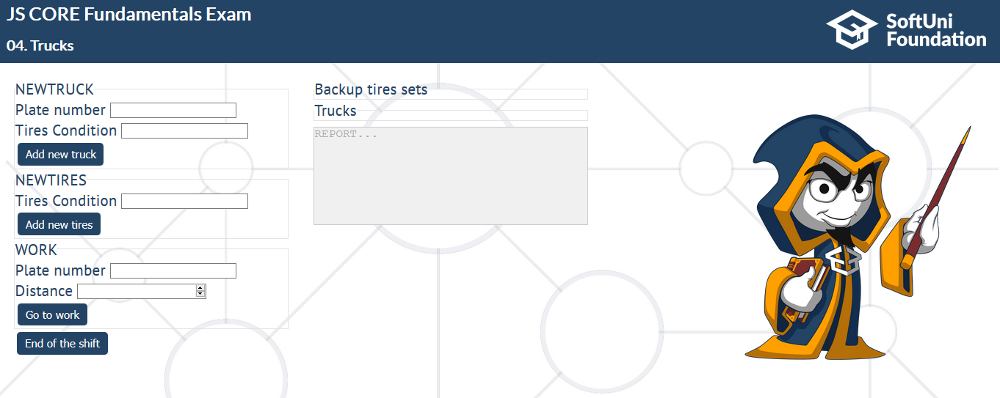 JS CORE Fundamentals Exam
04. Trucks
SoftUni
Foundation
NEWTRUCK
Plate number
Tires Condition
Add new truck
NEWTIRES
Tires Condition
Add new tires
WORK
Plate number
Distance
Go to work
End of the shift
Backup tires sets
Trucks
REPORT...